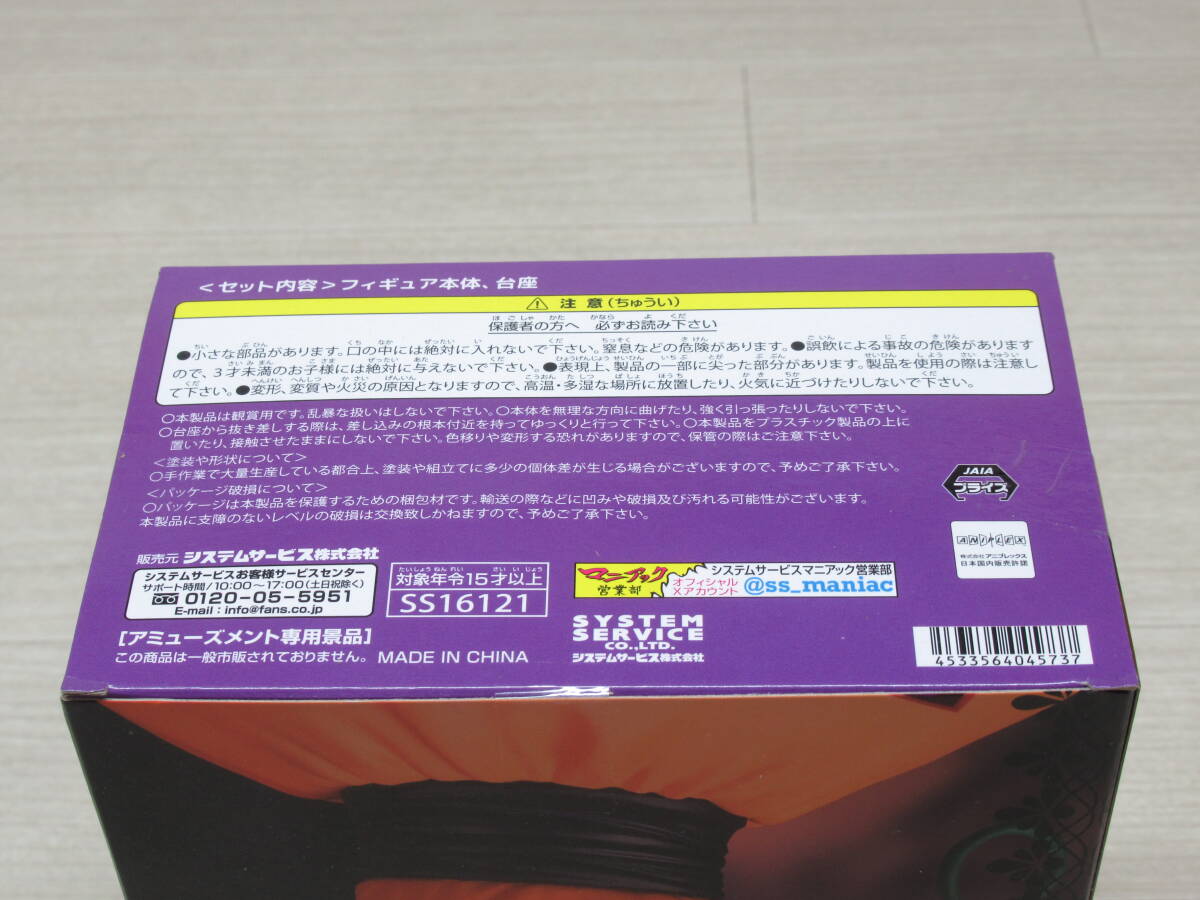 ＜セット内容＞フィギュア本体、台座
⚠ 注 意（ちゅうい）
保護者の方へ 必ずお読み下さい
●小さな部品があります。口の中には絶対に入れないで下さい。窒息などの危険があります。●誤飲による事故の危険があります
ので、3才未満のお子様には絶対に与えないで下さい。●表現上、製品の一部に尖った部分があります。製品を使用の際は注意し
て下さい。●変形、変質や火災の原因となりますので、高温・多湿な場所に放置したり、火気に近づけたりしないで下さい。
○本製品は観賞用です。乱暴な扱いはしないで下さい。○本体を無理な方向に曲げたり、強く引っ張ったりしないで下さい。
○台座から抜き差しする際は、差し込みの根本付近を持ってゆっくりと行って下さい。○本製品をプラスチック製品の上に
置いたり、接触させたままにしないで下さい。色移りや変形する恐れがありますので、保管の際はご注意下さい。
＜塗装や形状について＞
○手作業で大量生産している都合上、塗装や組立てに多少の個体差が生じる場合がございますので、予めご了承下さい。
＜パッケージ破損について＞
○パッケージは本製品を保護するための梱包材です。輸送の際などに凹みや破損及び汚れる可能性がございます。
本製品に支障のないレベルの破損は交換致しかねますので、予めご了承下さい。
JAIA
プライズ
ANIPLEX
株式会社 アニプレックス
日本国内販売許諾
販売元 システムサービス株式会社
システムサービスお客様サービスセンター
サポート時間／10:00～17:00（土日祝除く）
0120-05-5951
E-mail：info@fans.co.jp
たいしょうねんれい さいいじょう
対象年令15才以上
SS16121
マニアック
営業部
システムサービスマニアック営業部
オフィシャル
Xアカウント @ss_maniac
［アミューズメント専用景品］
この商品は一般市販されておりません。 MADE IN CHINA
SYSTEM
SERVICE
CO.,LTD.
システムサービス株式会社
4533564045737